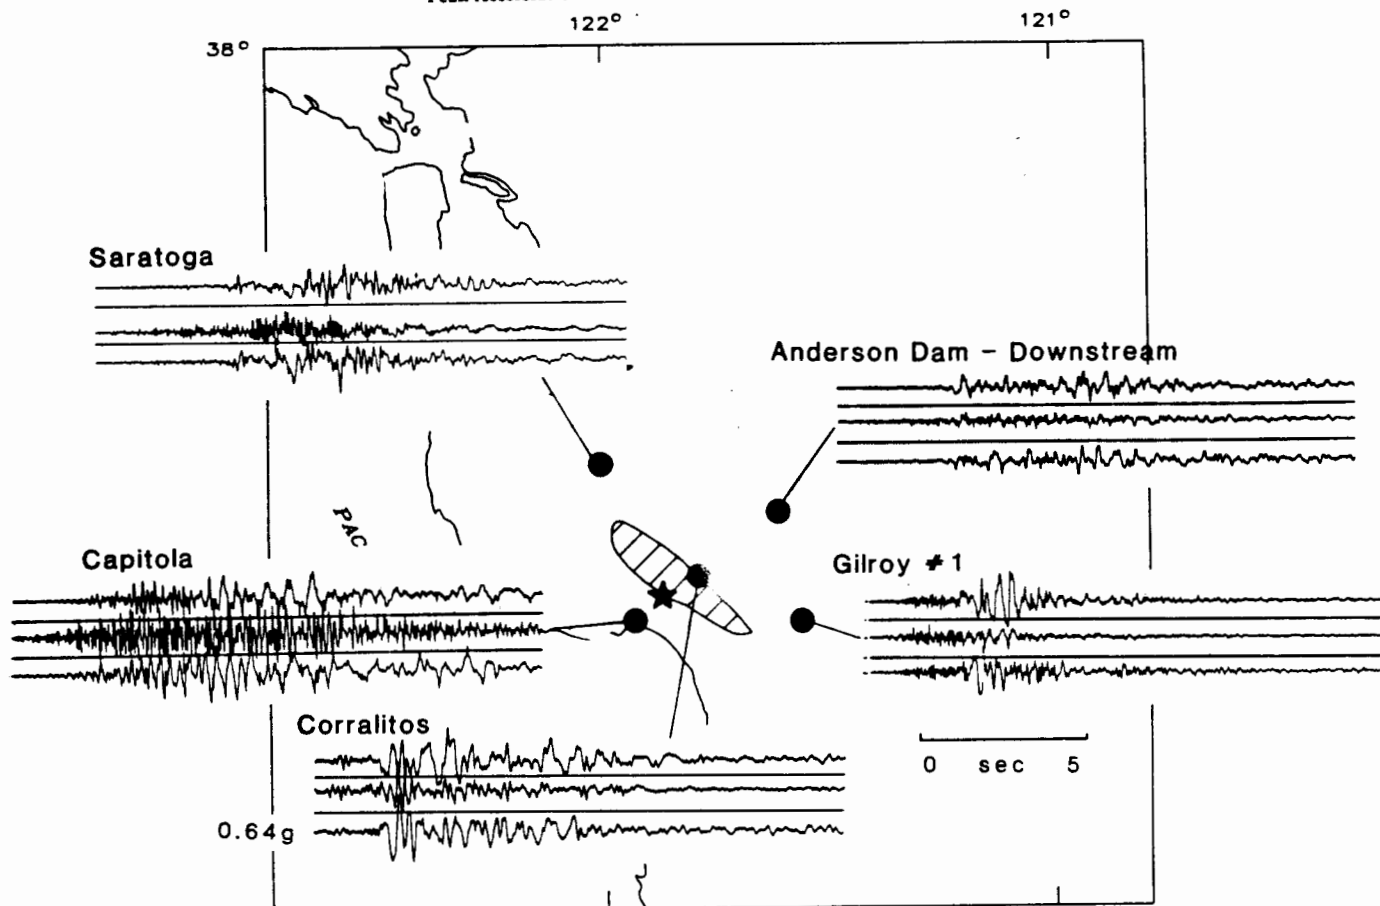 122°
121°
38°
Saratoga
Anderson Dam - Downstream
PAC
Capitola
Gilroy #1
Corralitos
0 sec 5
0.64g